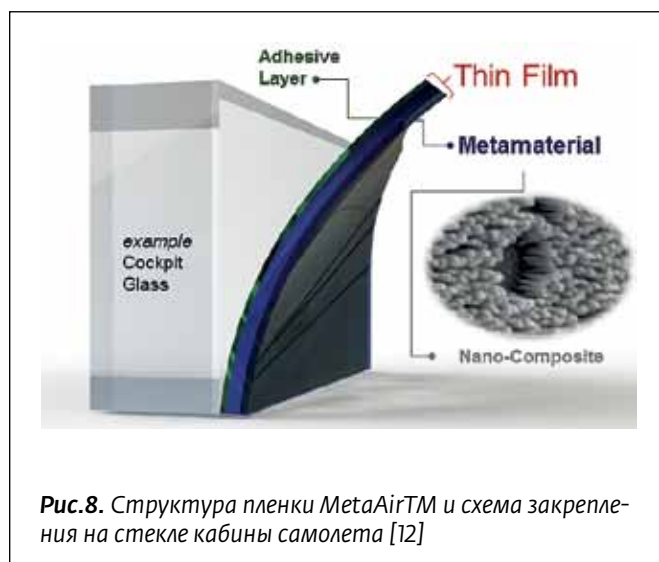 Adhesive
Layer
Thin Film
Metamaterial
example
Cockpit
Glass
Nano-Composite
Рис.8. Структура пленки MetaAirTM и схема закрепле-
ния на стекле кабины самолета [12]